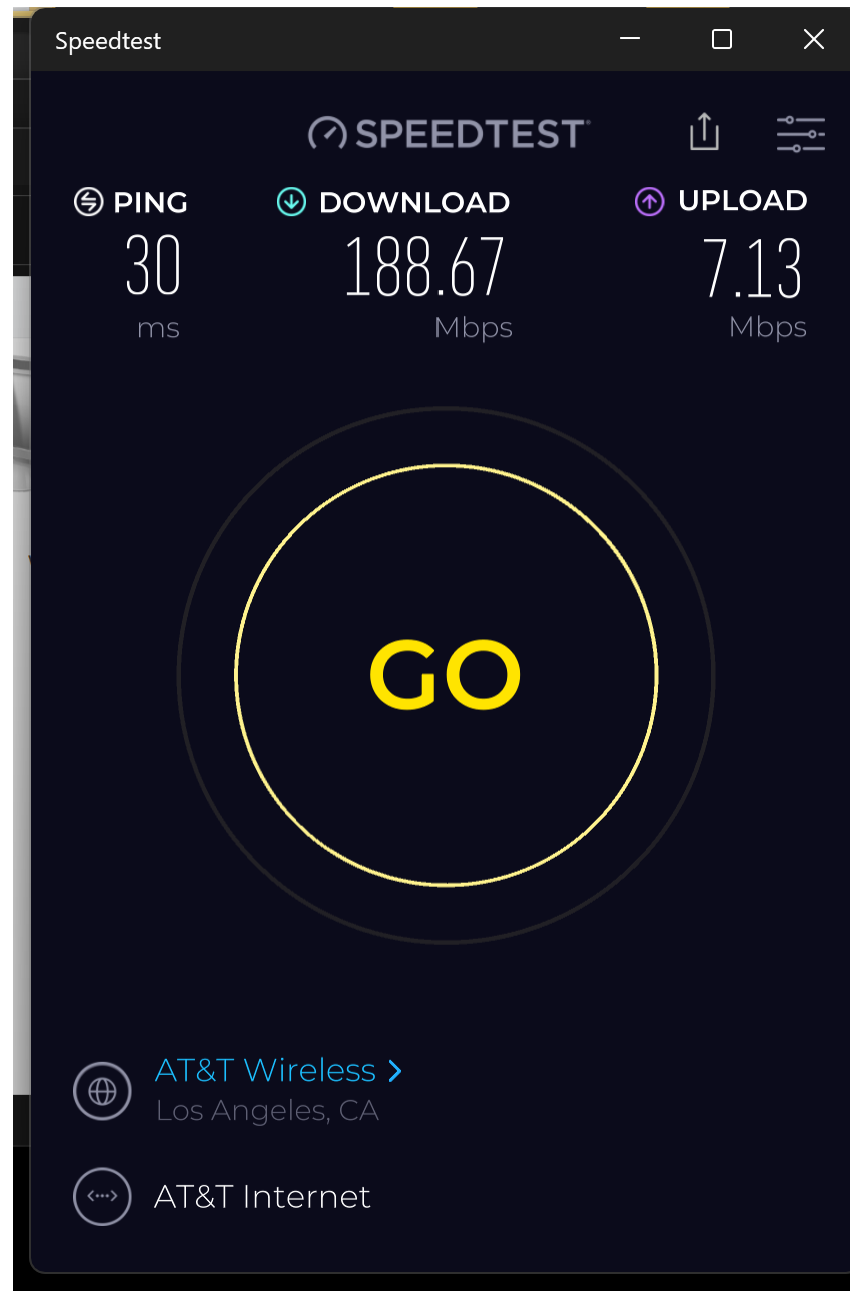 Speedtest
SPEEDTEST
PING
DOWNLOAD
UPLOAD
30
188.67
7.13
ms
Mbps
Mbps
GO
AT&T Wireless
Los Angeles, CA
AT&T Internet